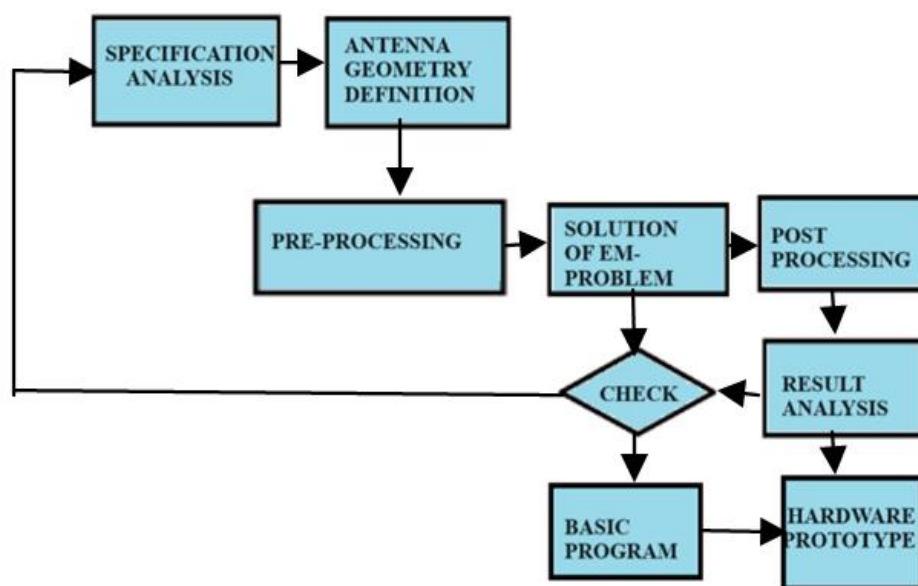 SPECIFICATION
ANALYSIS
ANTENNA
GEOMETRY
DEFINITION
PRE-PROCESSING
SOLUTION
OF EM-
PROBLEM
POST
PROCESSING
CHECK
RESULT
ANALYSIS
BASIC
PROGRAM
HARDWARE
PROTOTYPE